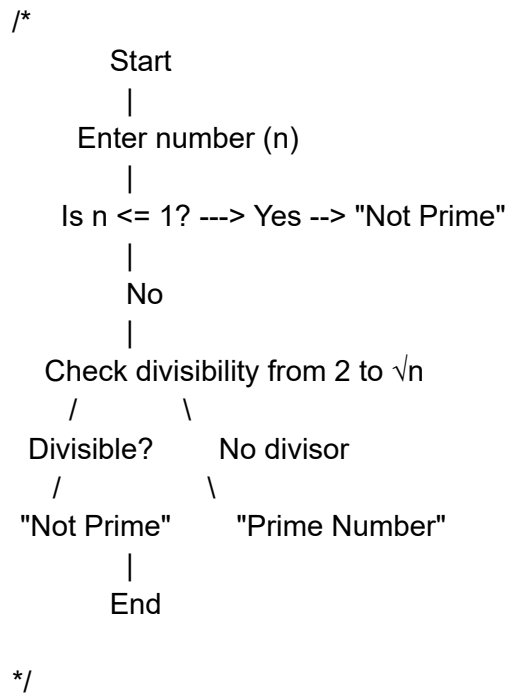 /*
Start
|
Enter number (n)
|
Is n <= 1? ---> Yes --> "Not Prime"
|
No
|
Check divisibility from 2 to √n
/ \
Divisible? No divisor
/ \
"Not Prime" "Prime Number"
|
End
*/